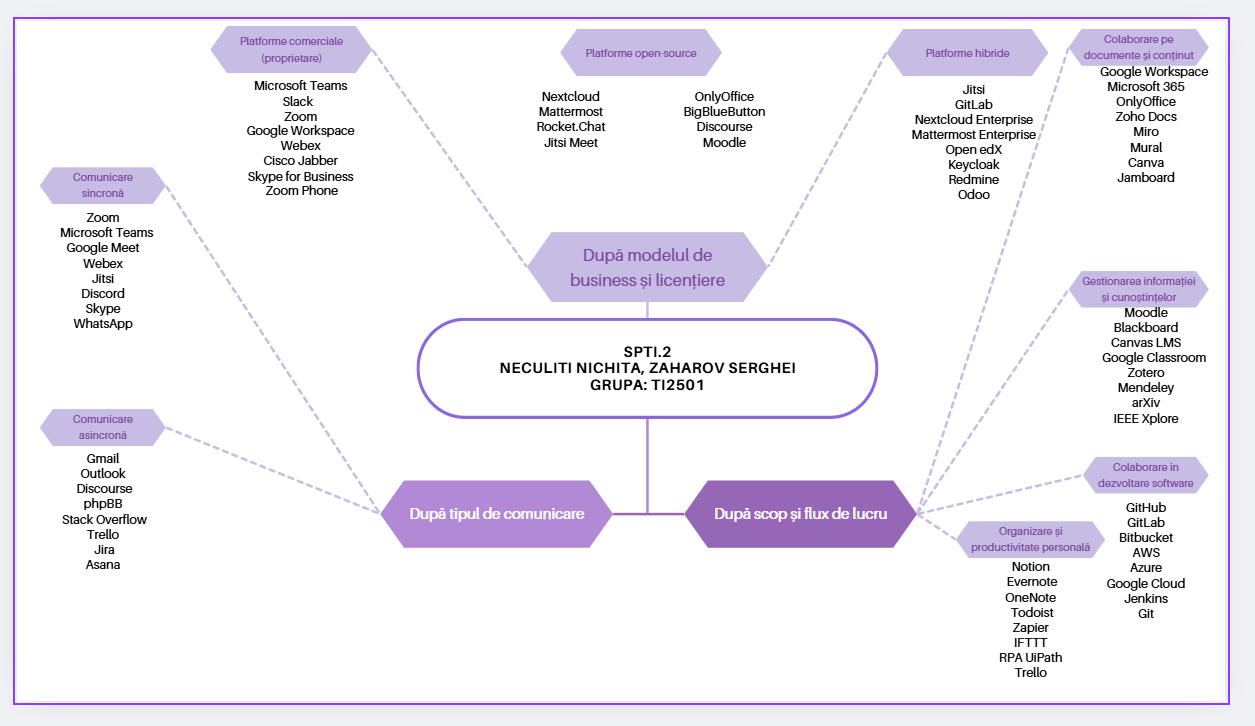 Platforme comerciale
(proprietare)
Microsoft Teams
Slack
Zoom
Google Workspace
Webex
Cisco Jabber
Skype for Business
Zoom Phone
Platforme open-source
Nextcloud
Mattermost
Rocket.Chat
Jitsi Meet
OnlyOffice
BigBlueButton
Discourse
Moodle
Platforme hibride
Jitsi
GitLab
Nextcloud Enterprise
Mattermost Enterprise
Open edX
Keycloak
Redmine
Odoo
Colaborare pe
documente și conținut
Google Workspace
Microsoft 365
OnlyOffice
Zoho Docs
Miro
Mural
Canva
Jamboard
Comunicare
sincronă
Zoom
Microsoft Teams
Google Meet
Webex
Jitsi
Discord
Skype
WhatsApp
După modelul de
business și licențiere
SPTI.2
NECULITI NICHITA, ZAHAROV SERGHEI
GRUPA: TI2501
Gestionarea informației
și cunoștințelor
Moodle
Blackboard
Canvas LMS
Google Classroom
Zotero
Mendeley
arXiv
IEEE Xplore
Comunicare
asincronă
Gmail
Outlook
Discourse
phpBB
Stack Overflow
Trello
Jira
Asana
După tipul de comunicare
După scop și flux de lucru
Colaborare in
dezvoltare software
GitHub
GitLab
Bitbucket
AWS
Azure
Google Cloud
Jenkins
Git
Organizare și
productivitate personală
Notion
Evernote
OneNote
Todoist
Zapier
IFTTT
RPA UiPath
Trello